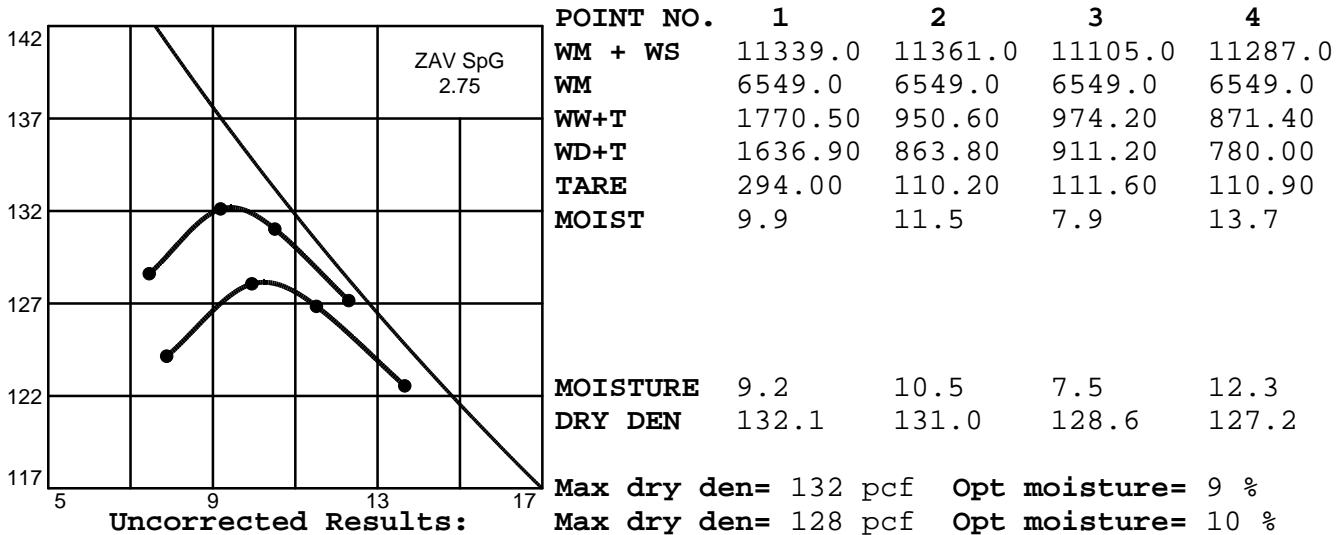 142
137
132
127
122
117
5 9 13 17
ZAV SpG
2.75
Uncorrected Results:
POINT NO. 1 2 3 4
WM + WS 11339.0 11361.0 11105.0 11287.0
WM 6549.0 6549.0 6549.0 6549.0
WW+T 1770.50 950.60 974.20 871.40
WD+T 1636.90 863.80 911.20 780.00
TARE 294.00 110.20 111.60 110.90
MOIST 9.9 11.5 7.9 13.7
MOISTURE 9.2 10.5 7.5 12.3
DRY DEN 132.1 131.0 128.6 127.2
Max dry den= 132 pcf Opt moisture= 9 %
Max dry den= 128 pcf Opt moisture= 10 %